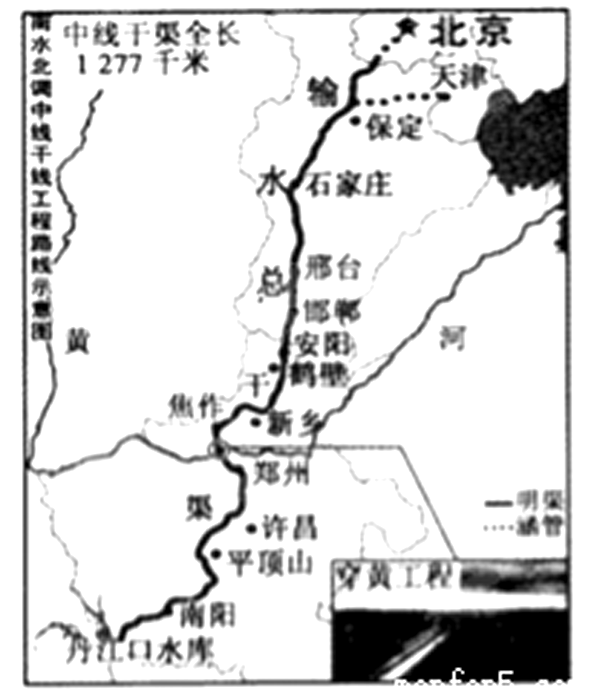 南水北调中线干线工程路线示意图
中线干渠全长
1 277 千米
北京
天津
输
保定
水
石家庄
总
邢台
邯郸
黄
河
安阳
干
鹤壁
焦作
新乡
郑州
渠
许昌
明渠
涵管
平顶山
穿黄工程
南阳
丹江口水库